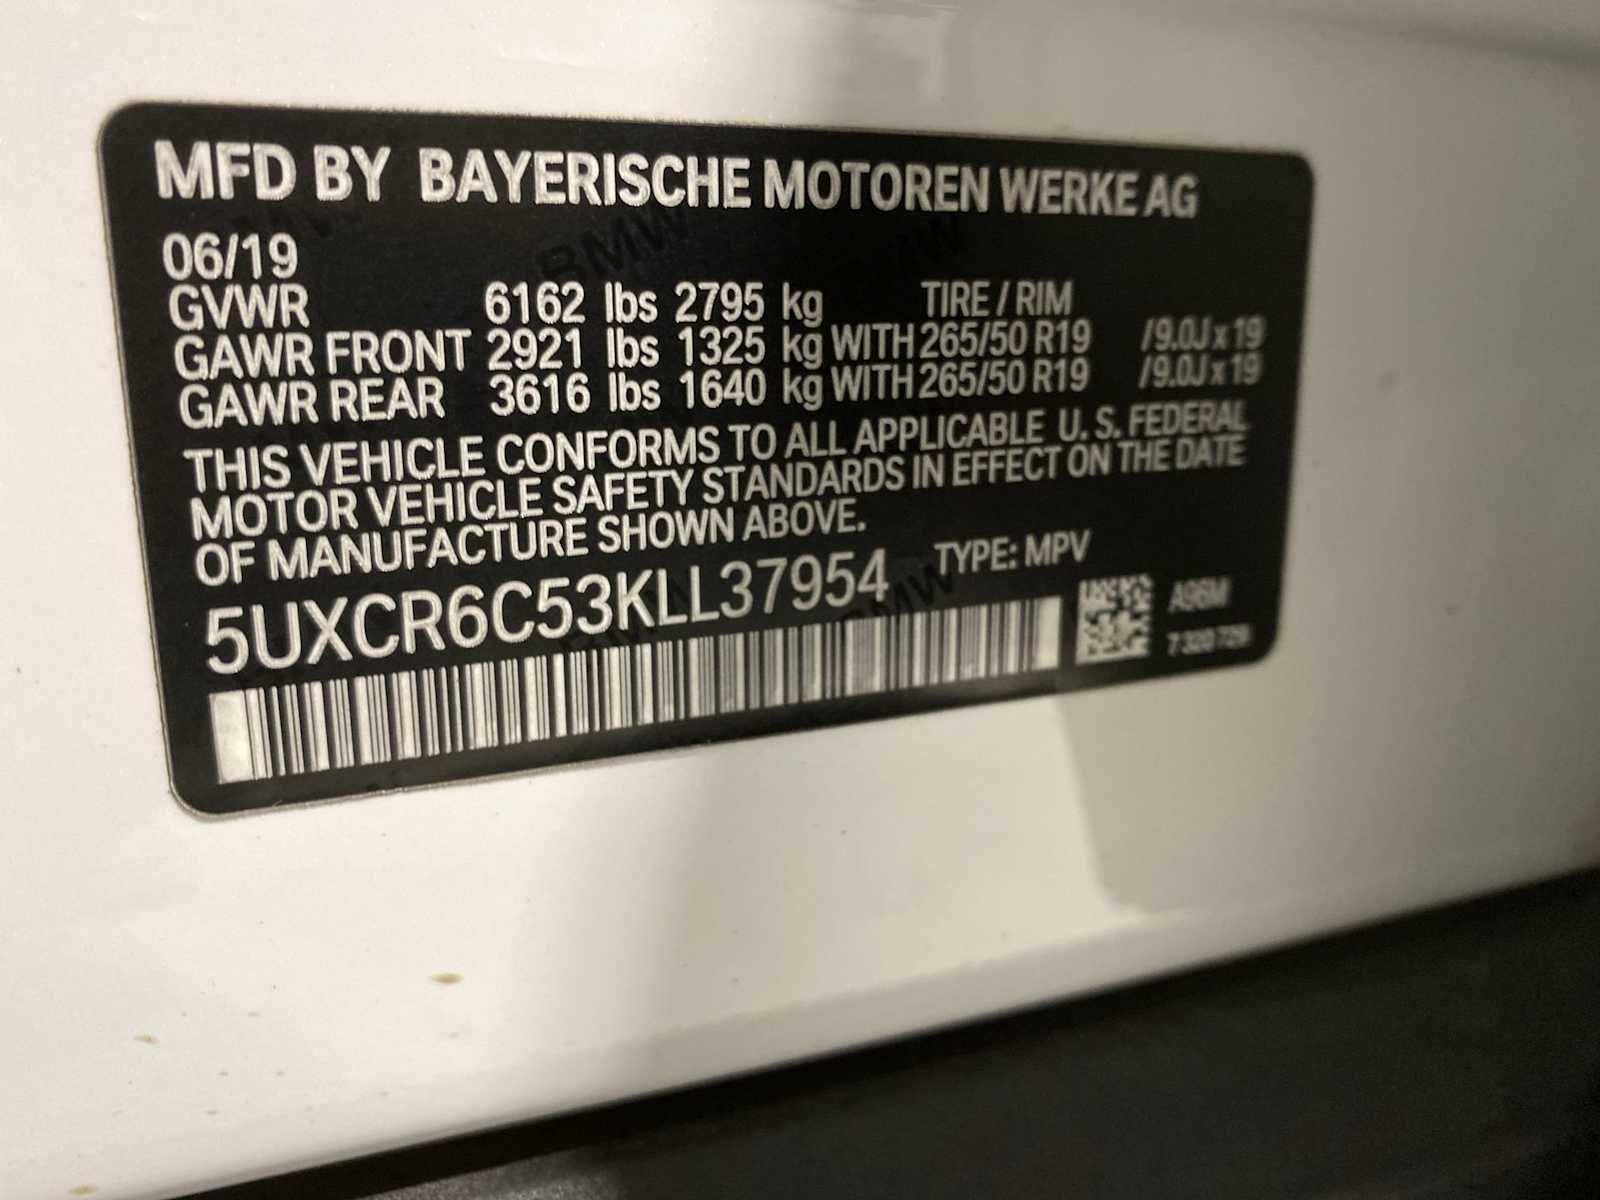 MFD BY BAYERISCHE MOTOREN WERKE AG
06/19
GVWR 6162 lbs 2795 kg TIRE / RIM
GAWR FRONT 2921 lbs 1325 kg WITH 265/50 R19 /9.0J x 19
GAWR REAR 3616 lbs 1640 kg WITH 265/50 R19 /9.0J x 19
THIS VEHICLE CONFORMS TO ALL APPLICABLE U. S. FEDERAL
MOTOR VEHICLE SAFETY STANDARDS IN EFFECT ON THE DATE
OF MANUFACTURE SHOWN ABOVE.
5UXCR6C53KLL37954 TYPE: MPV
A96M